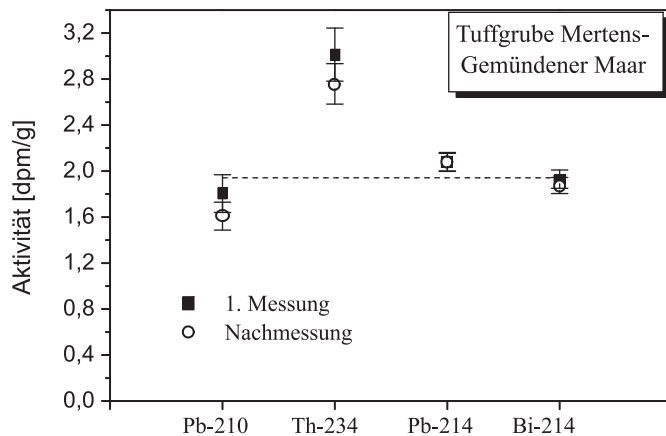 Tuffgrube Mertens-
Gemündener Maar
Aktivität [dpm/g]
3,2
2,8
2,4
2,0
1,6
1,2
0,8
0,4
0,0
1. Messung
Nachmessung
Pb-210 Th-234 Pb-214 Bi-214